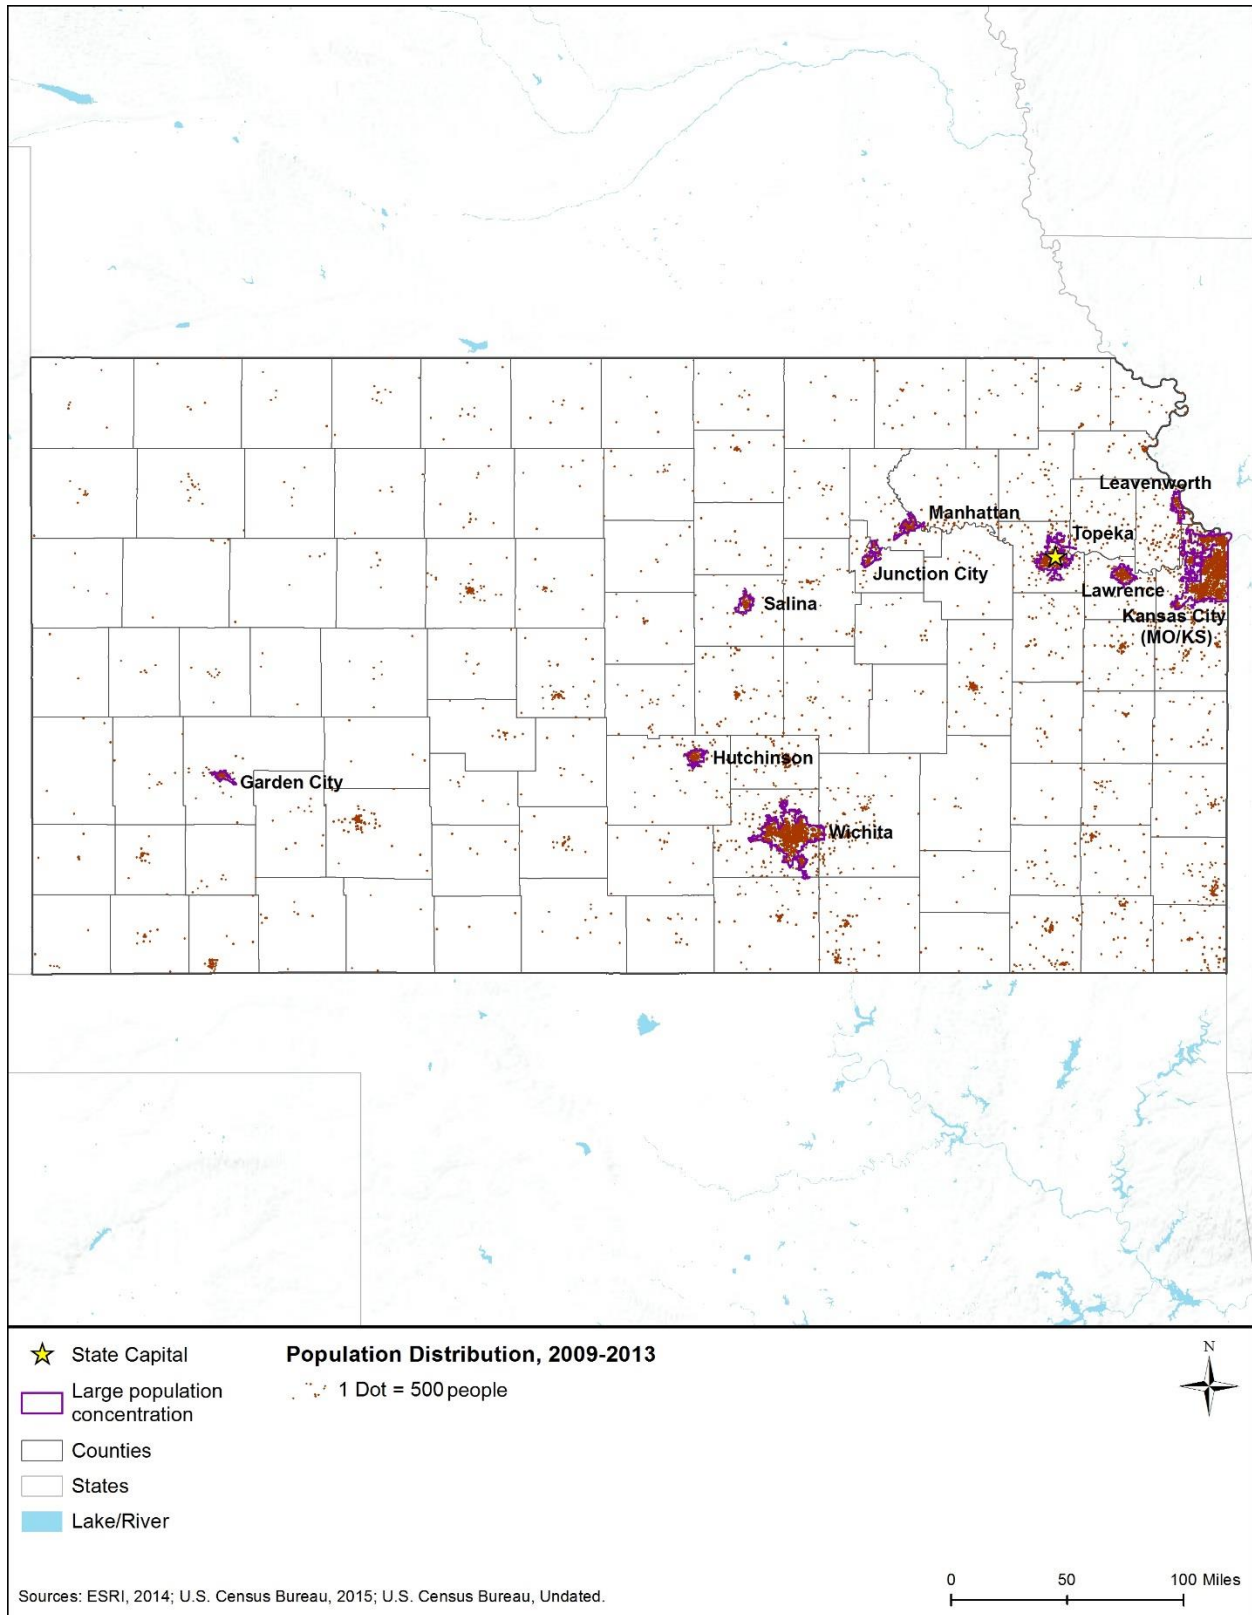 Leavenworth
Manhattan
Topeka
Junction City
Lawrence
Salina
Kansas City
(MO/KS)
Hutchinson
Garden City
Wichita
State Capital
Large population
concentration
Counties
States
Lake/River
Population Distribution, 2009-2013
1 Dot = 500 people
N
Sources: ESRI, 2014; U.S. Census Bureau, 2015; U.S. Census Bureau, Undated.
0 50 100 Miles